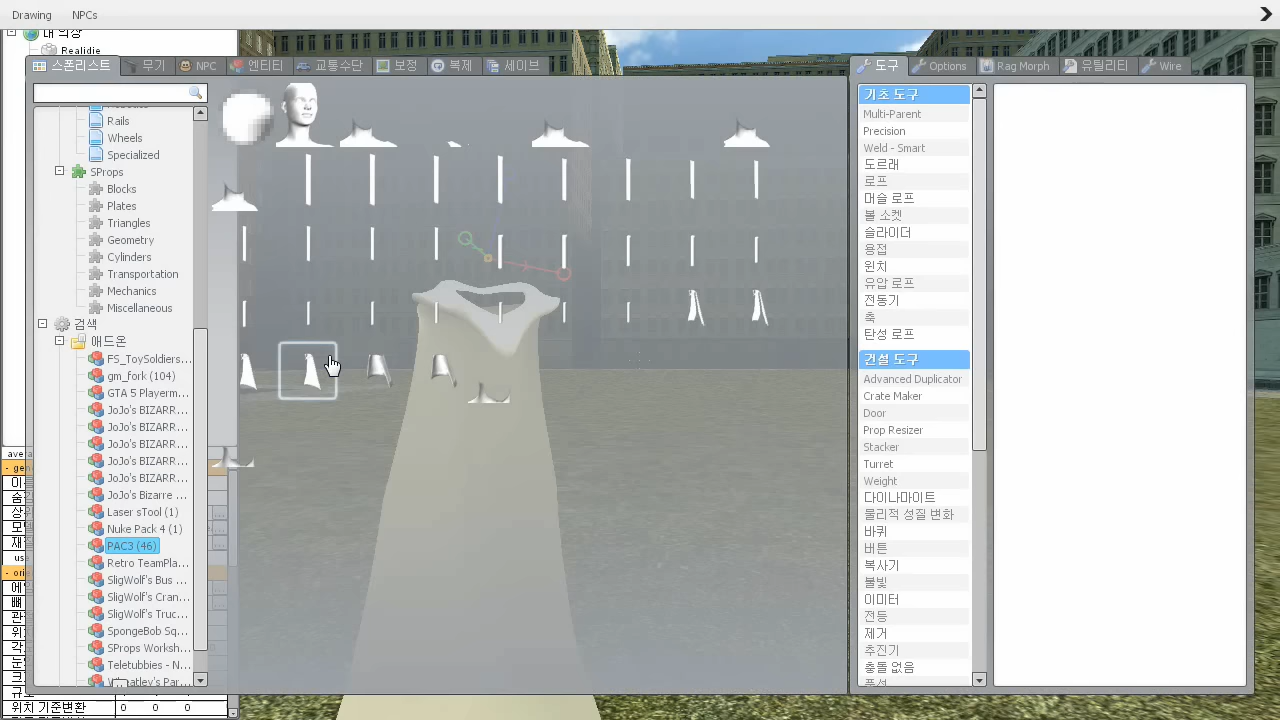 Drawing
NPCs
내 의상
Realidie
스폰리스트
무기
NPC
엔티티
교통수단
보정
복제
세이브
도구
Options
Rag Morph
유틸리티
Wire
Rails
Wheels
Specialized
SProps
Blocks
Plates
Triangles
Geometry
Cylinders
Transportation
Mechanics
Miscellaneous
검색
애드온
FS_ToySoldiers...
gm_fork (104)
GTA 5 Playerm...
JoJo's BIZARR...
JoJo's BIZARR...
JoJo's BIZARR...
JoJo's BIZARR...
JoJo's BIZARR...
JoJo's Bizarre ...
Laser sTool (1)
Nuke Pack 4 (1)
PAC3 (46)
Retro TeamPla...
SligWolf's Bus ...
SligWolf's Cran...
SligWolf's Truc...
SpongeBob Sq...
SProps Worksh...
Teletubbies - N...
Wheatley's Par...
위치 기준변환
0
0
0
기초 도구
Multi-Parent
Precision
Weld - Smart
도르래
로프
머슬 로프
볼 소켓
슬라이더
용접
윈치
유압 로프
전동기
축
탄성 로프
건설 도구
Advanced Duplicator
Crate Maker
Door
Prop Resizer
Stacker
Turret
Weight
다이나마이트
물리적 성질 변화
바퀴
버튼
복사기
불빛
이미터
전등
제거
추진기
충돌 없음